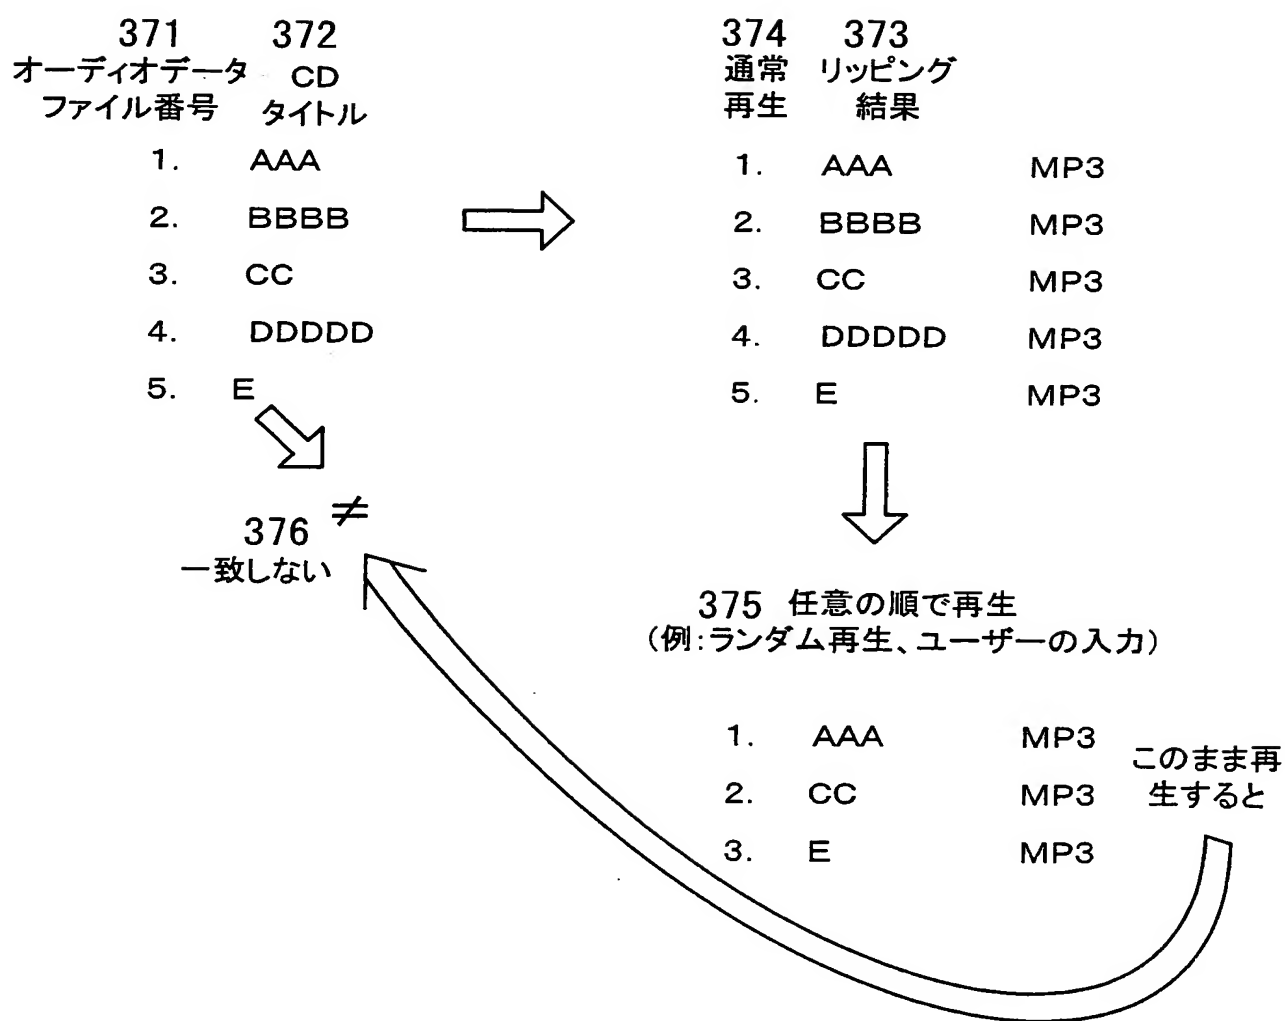 371 372
オーディオデータ CD
ファイル番号 タイトル
1. AAA
2. BBBB
3. CC
4. DDDDD
5. E
374 373
通常 リッピング
再生 結果
1. AAA MP3
2. BBBB MP3
3. CC MP3
4. DDDDD MP3
5. E MP3
≠
376
一致しない
375 任意の順で再生
(例:ランダム再生、ユーザーの入力)
1. AAA MP3
2. CC MP3
3. E MP3
このまま再
生すると